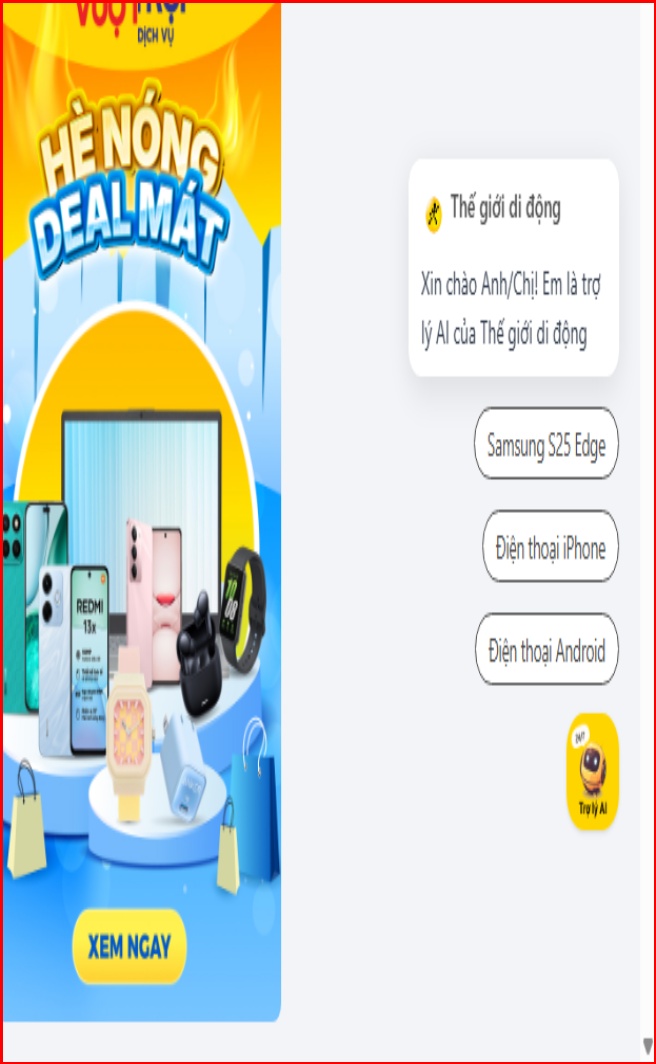 VƯỢT TRỘI
DỊCH VỤ
HÈ NÓNG
DEAL MÁT
REDMI
13x
XEM NGAY
Thế giới di động
Xin chào Anh/Chị! Em là trợ
lý AI của Thế giới di động
Samsung S25 Edge
Điện thoại iPhone
Điện thoại Android
24/7
Trợ lý AI